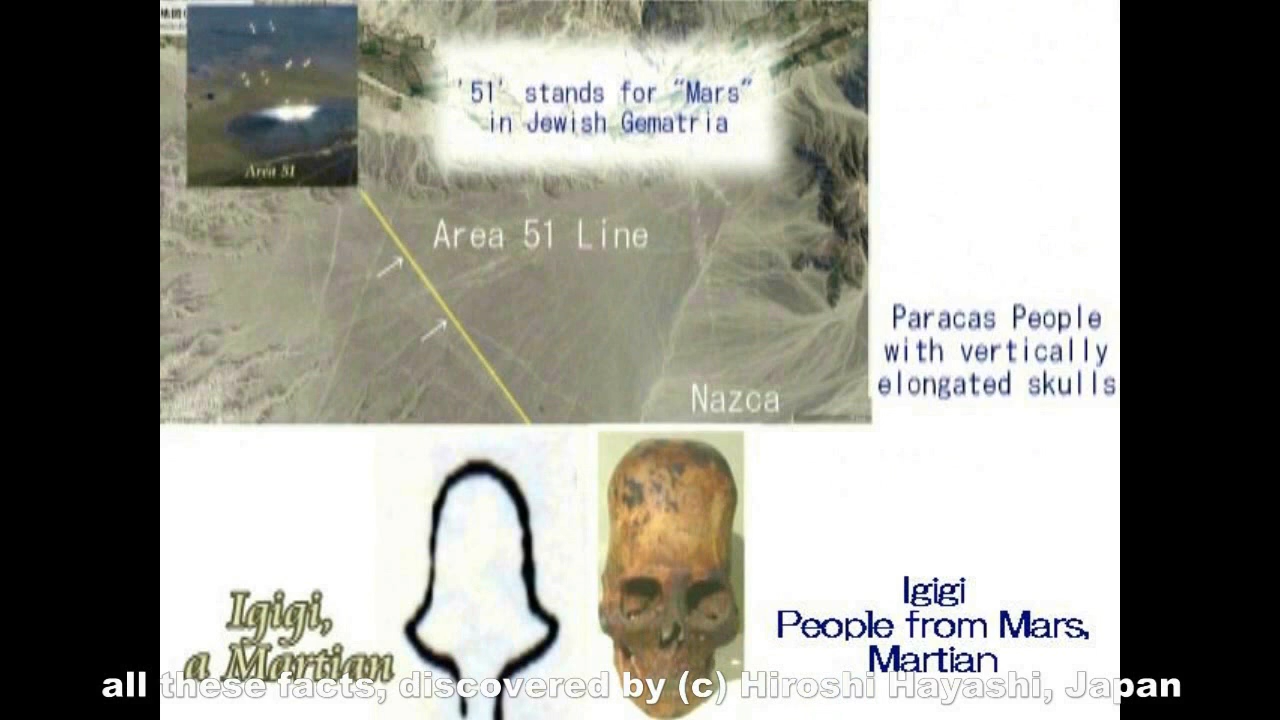 Area 51
'51' stands for "Mars"
in Jewish Gematria
Area 51 Line
Nazca
Paracas People
with vertically
elongated skulls
Igigi,
a Martian
Igigi
People from Mars,
Martian
all these facts, discovered by (c) Hiroshi Hayashi, Japan